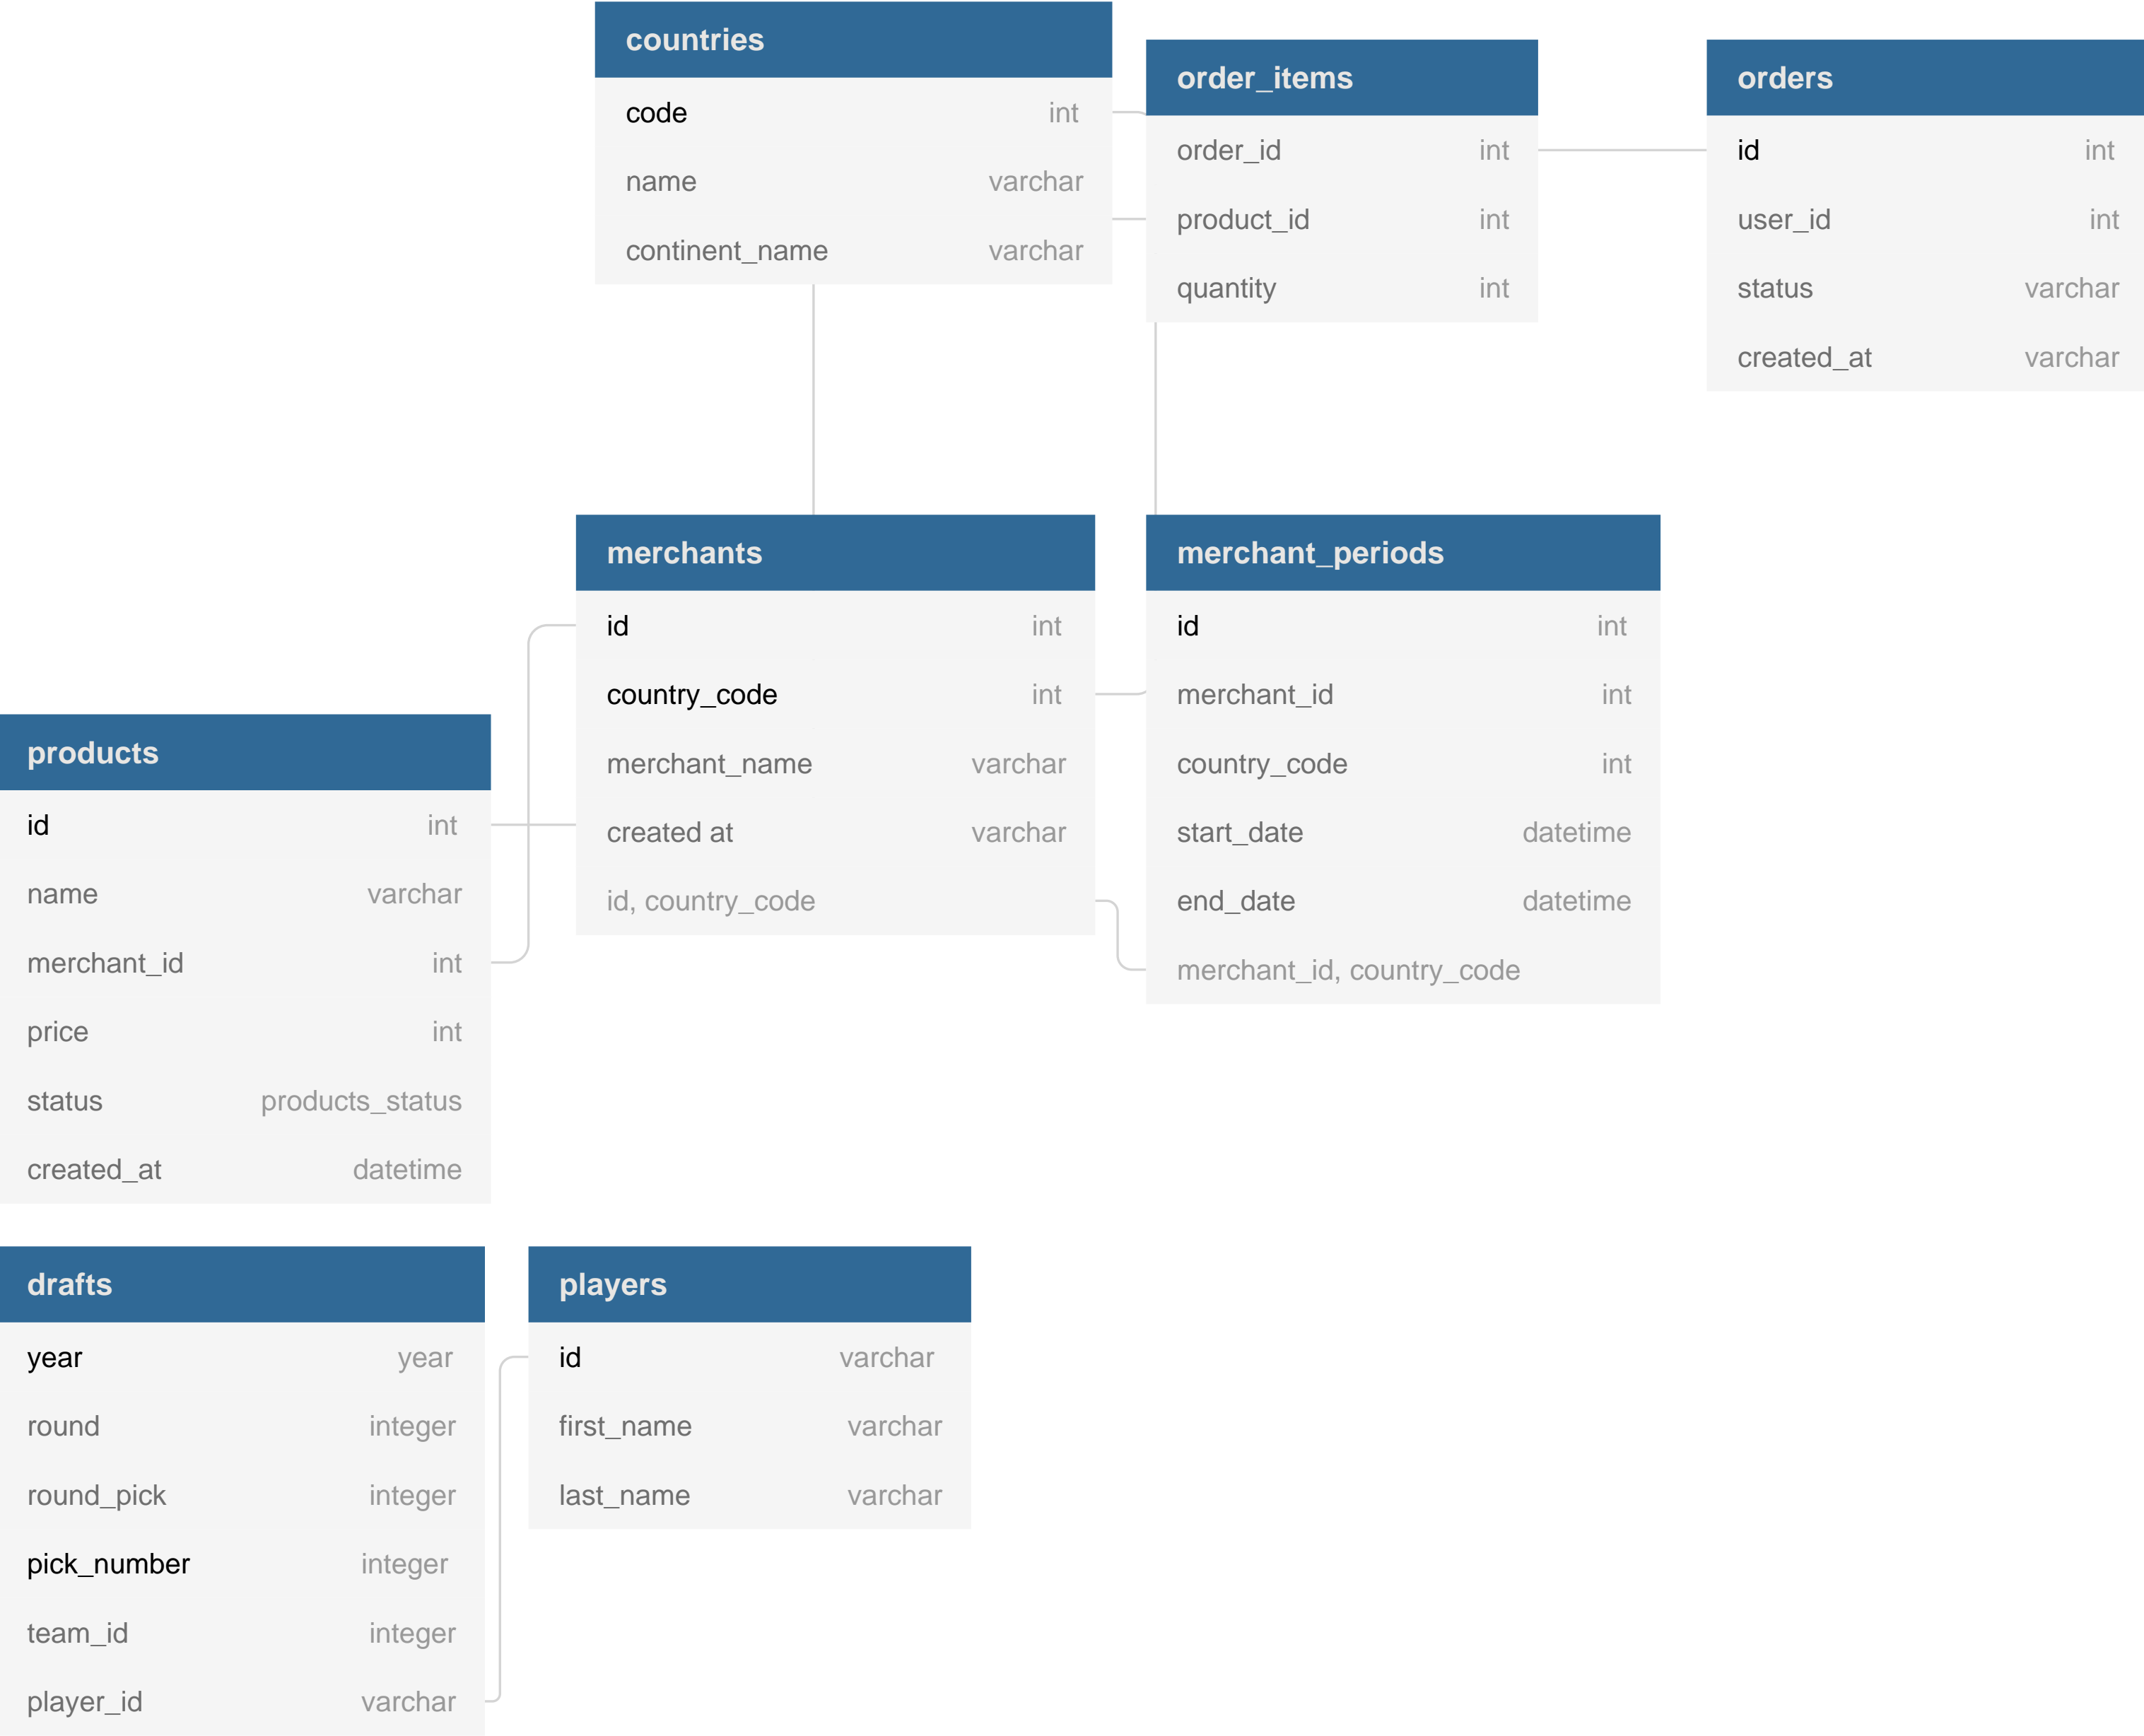 countries
code int
name varchar
continent_name varchar
order_items
order_id int
product_id int
quantity int
orders
id int
user_id int
status varchar
created_at varchar
merchants
id int
country_code int
merchant_name varchar
created at varchar
id, country_code
merchant_periods
id int
merchant_id int
country_code int
start_date datetime
end_date datetime
merchant_id, country_code
products
id int
name varchar
merchant_id int
price int
status products_status
created_at datetime
drafts
year year
round integer
round_pick integer
pick_number integer
team_id integer
player_id varchar
players
id varchar
first_name varchar
last_name varchar